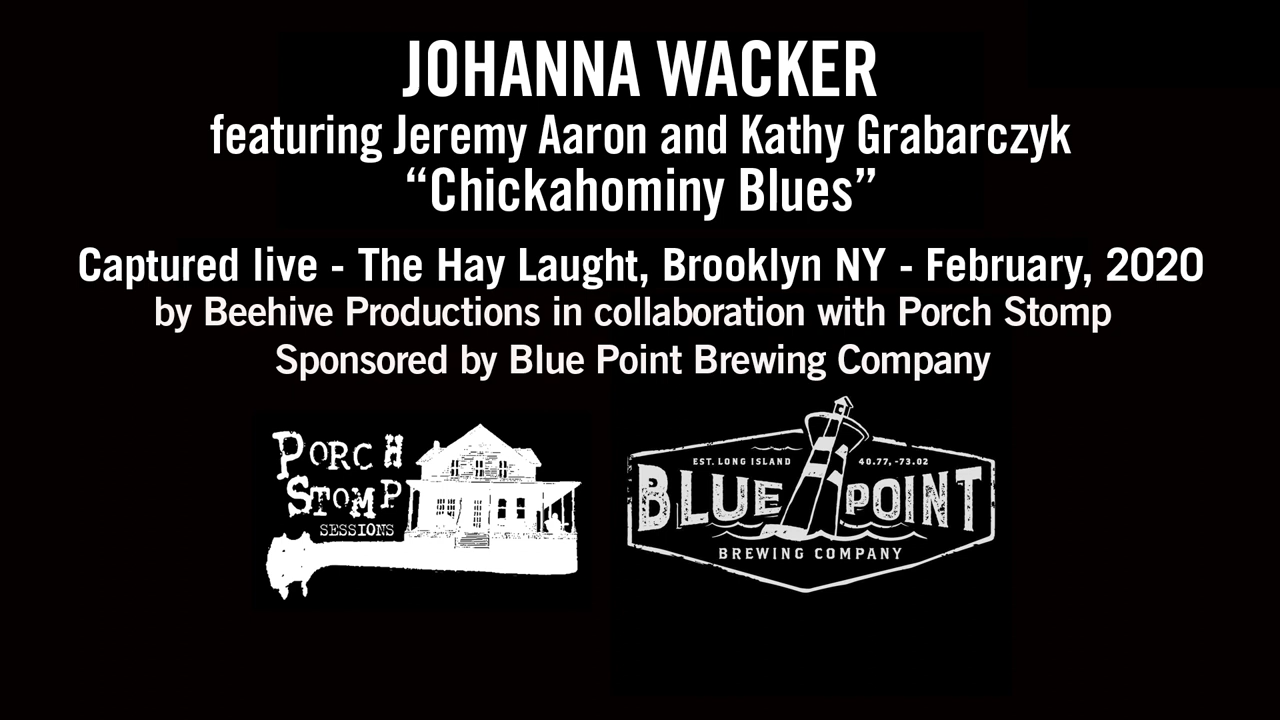 JOHANNA WACKER
featuring Jeremy Aaron and Kathy Grabarczyk
“Chickahominy Blues”
Captured live - The Hay Laught, Brooklyn NY - February, 2020
by Beehive Productions in collaboration with Porch Stomp
Sponsored by Blue Point Brewing Company
PORCH
STOMP
SESSIONS
EST. LONG ISLAND 40.77, -73.02
BLUE POINT
BREWING COMPANY